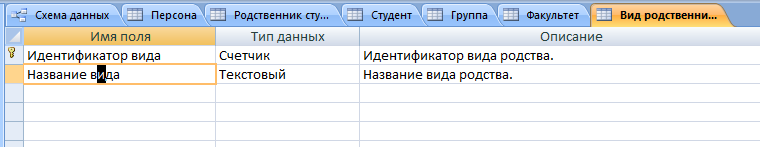 Схема данных Персона Родственник сту... Студент Группа Факультет Вид родственни...
Имя поля Тип данных Описание
Идентификатор вида Счетчик Идентификатор вида родства.
Название вида Текстовый Название вида родства.